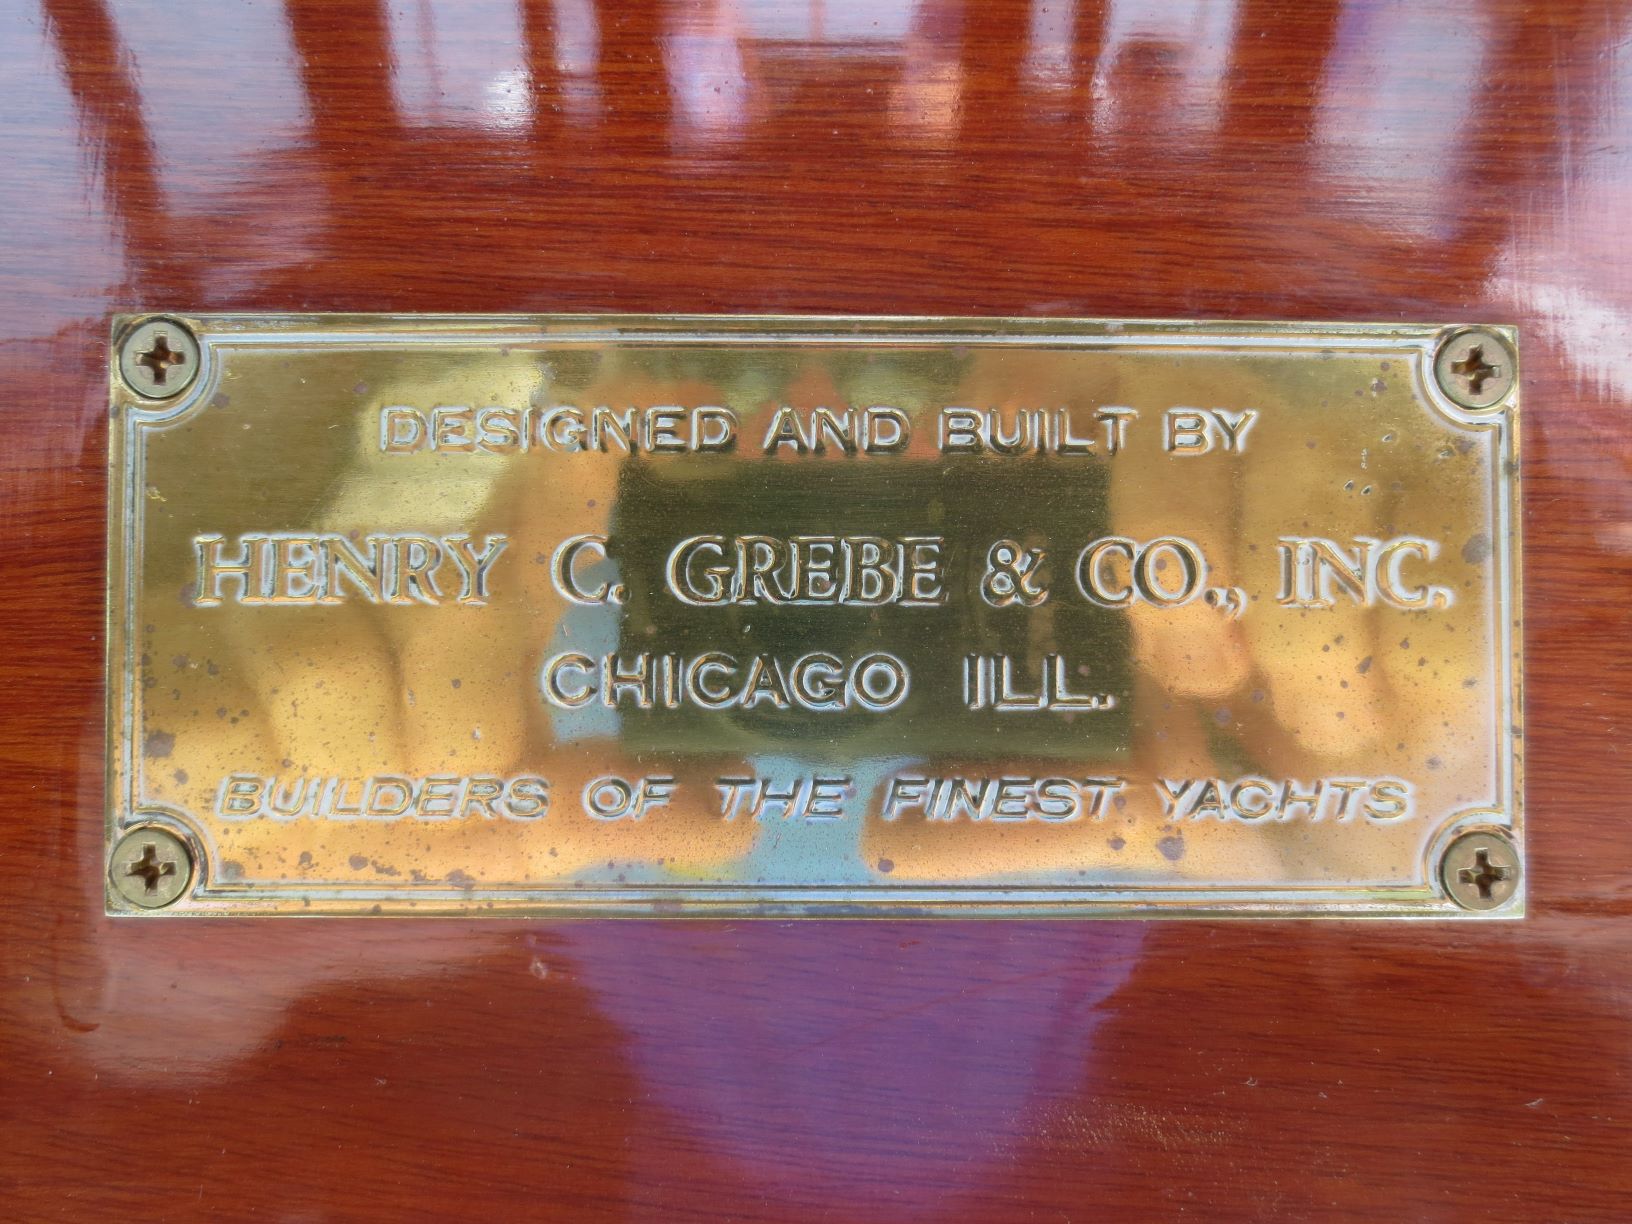 DESIGNED AND BUILT BY
HENRY C. GREBE & CO., INC.
CHICAGO ILL.
BUILDERS OF THE FINEST YACHTS